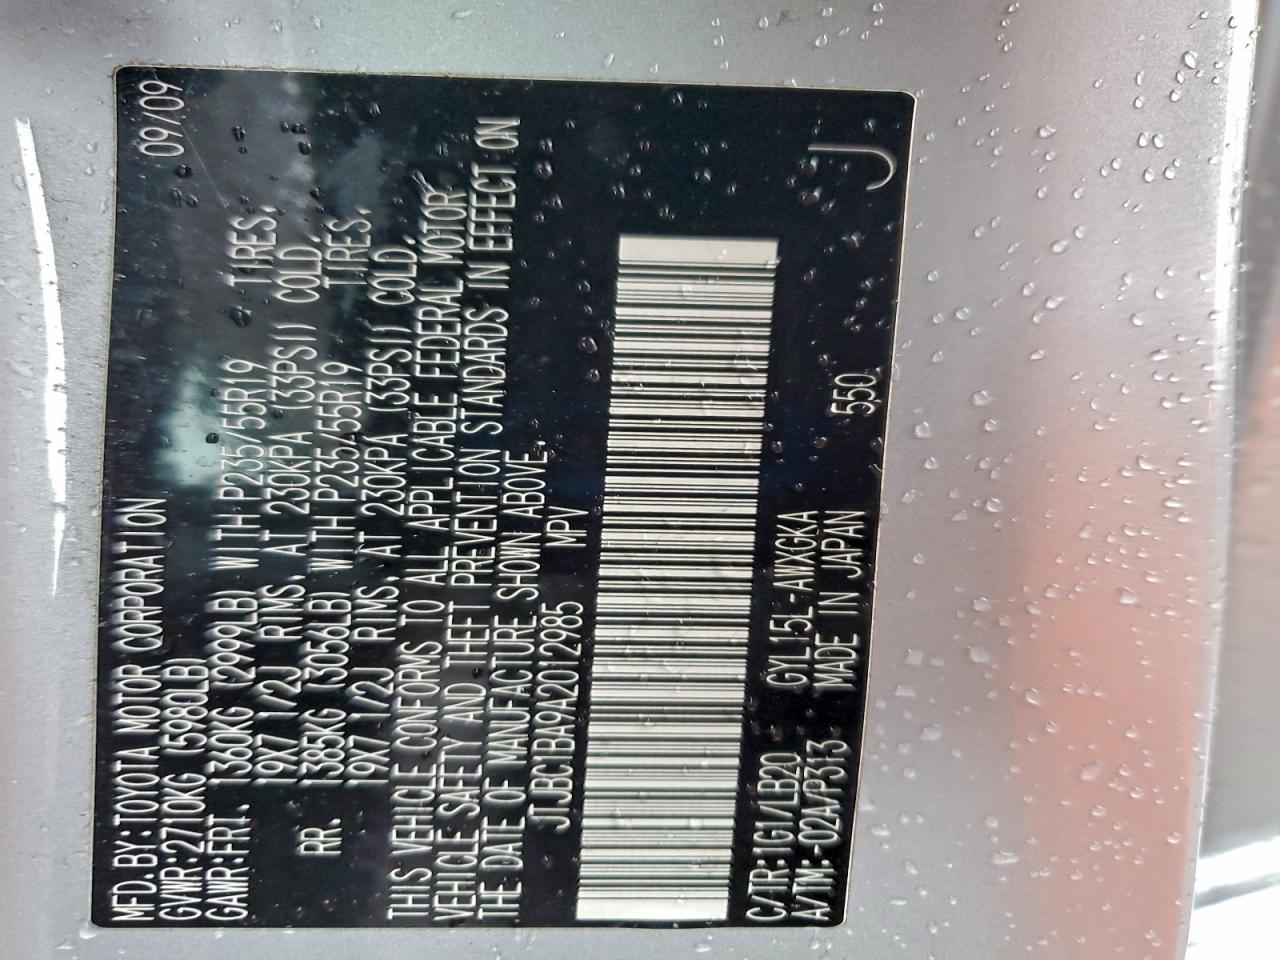 09/09
MFD.BY:TOYOTA MOTOR CORPORATION
GVWR:2710KG (5980LB)
GAWR:FRT. 1360KG (2999LB) WITH P235/55R19 TIRES.
19X7 1/2J RIMS, AT 230KPA (33PSI) COLD.
RR. 1385KG (3056LB) WITH P235/55R19 TIRES.
19X7 1/2J RIMS, AT 230KPA (33PSI) COLD.
THIS VEHICLE CONFORMS TO ALL APPLICABLE FEDERAL MOTOR
VEHICLE SAFETY AND THEFT PREVENTION STANDARDS IN EFFECT ON
THE DATE OF MANUFACTURE SHOWN ABOVE.
JTJBC1BA9A2012985 MPV
C/TR:1G1/LB20 GYL15L-AWXGKA
A/TM:-02A/P313 MADE IN JAPAN 550 J